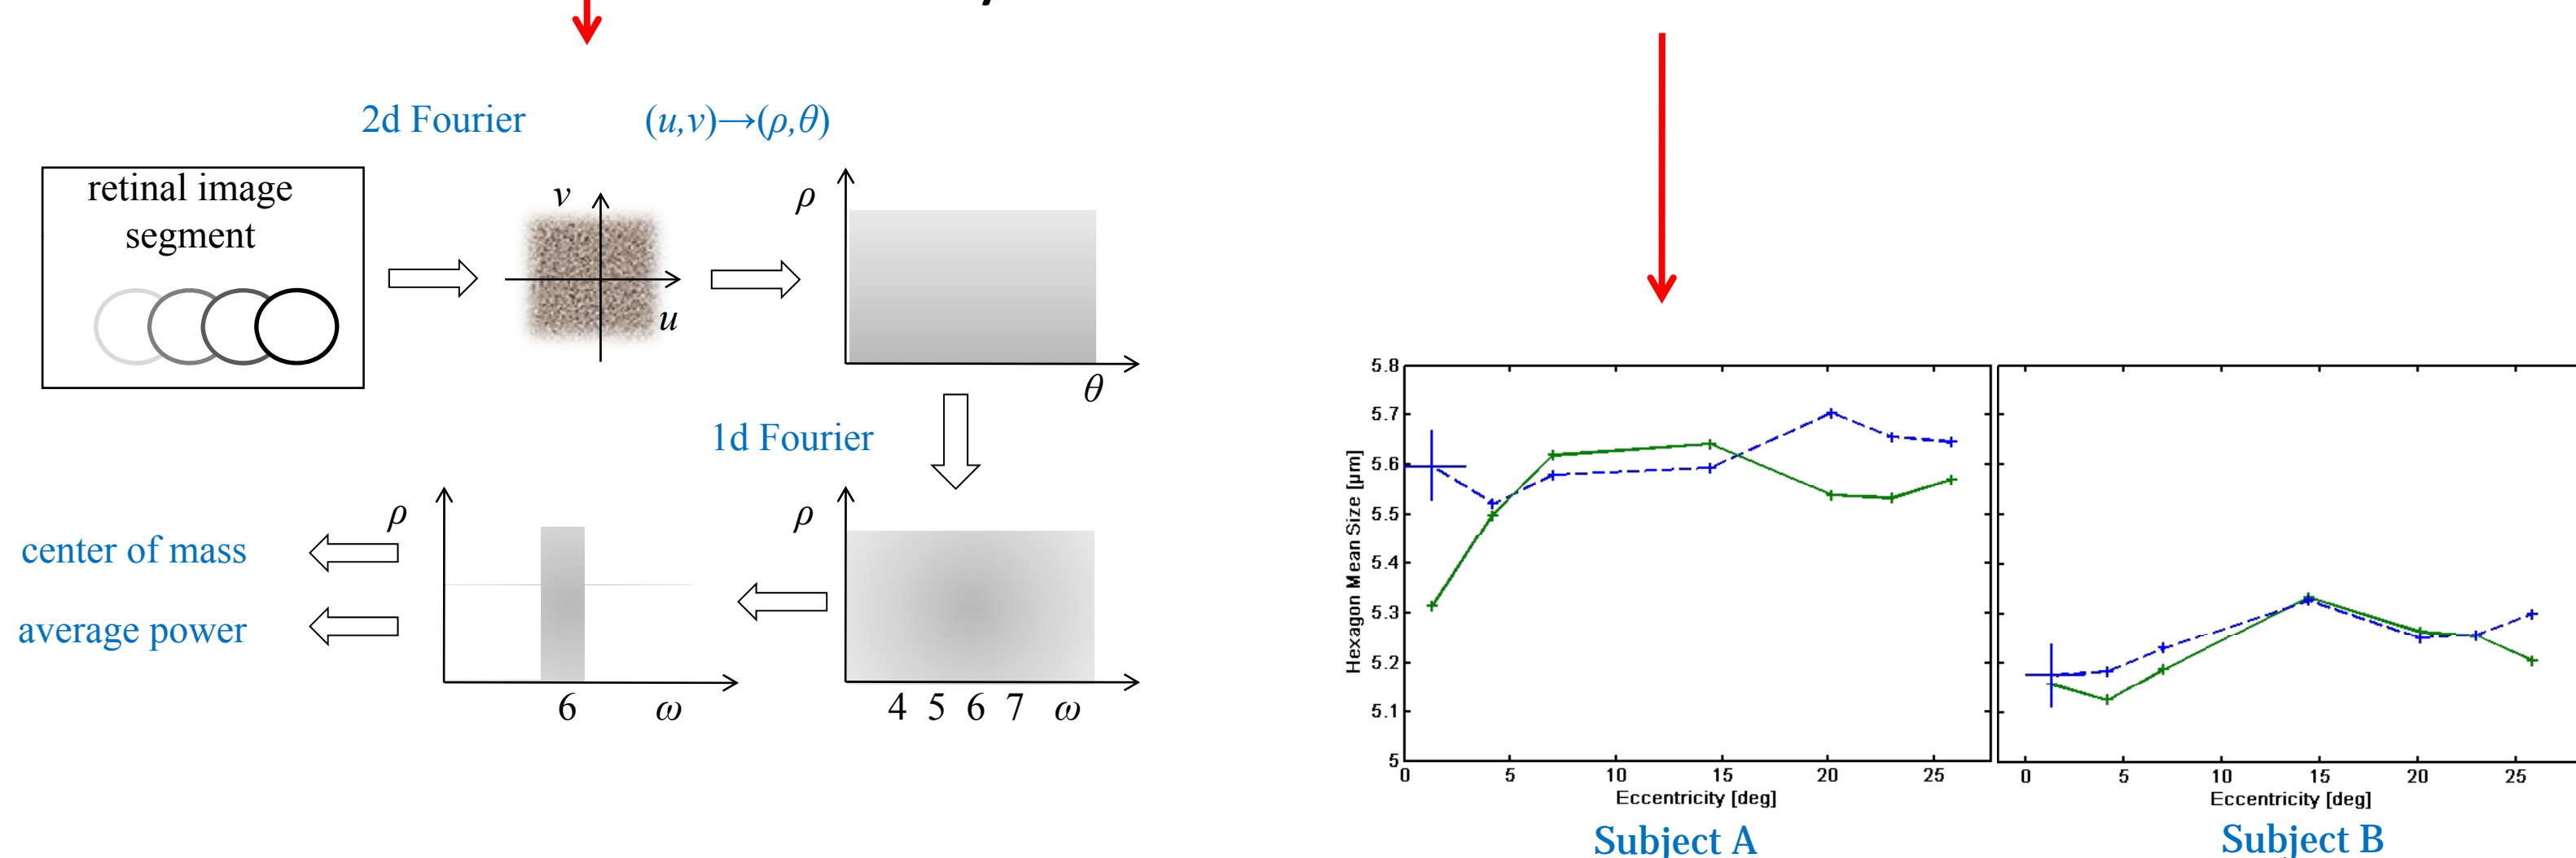 2d Fourier
(u,v)→(ρ,θ)
retinal image
segment
v
u
ρ
θ
1d Fourier
center of mass
average power
ρ
6
ω
ρ
4 5 6 7 ω
Hexagon Mean Size [µm]
5.8
5.7
5.6
5.5
5.4
5.3
5.2
5.1
5
0 5 10 15 20 25
Eccentricity [deg]
Subject A
0 5 10 15 20 25
Eccentricity [deg]
Subject B